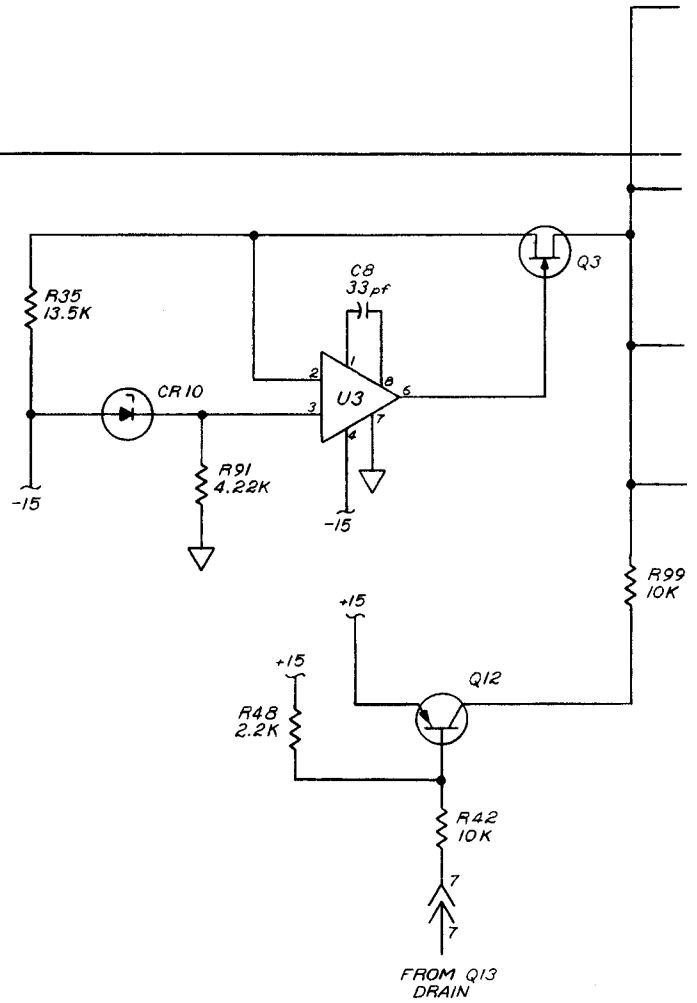 Q3
C8
33pf
R35
13.5K
1
8
2
U3
6
CR10
3
7
4
R91
4.22K
-15
-15
R99
10K
+15
+15
Q12
R48
2.2K
R42
10K
7
7
FROM Q13
DRAIN